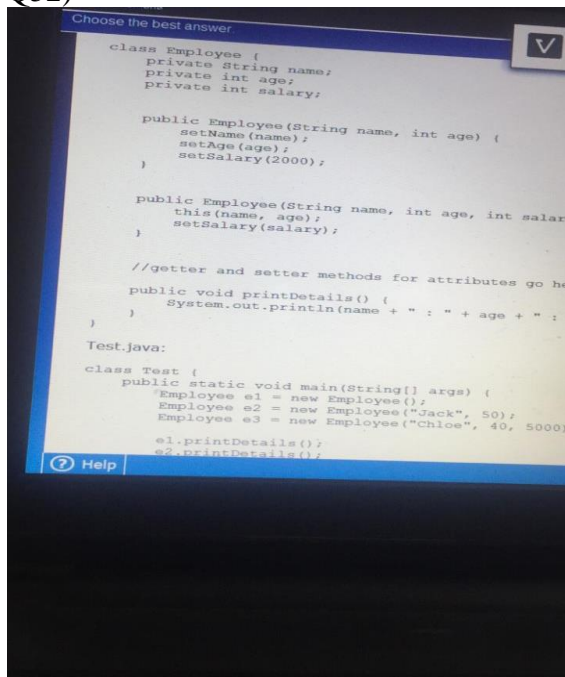 Choose the best answer.
class Employee {
private String name;
private int age;
private int salary;
public Employee(String name, int age) {
setName(name);
setAge(age);
setSalary(2000);
}
public Employee(String name, int age, int salar
this(name, age);
setSalary(salary);
}
//getter and setter methods for attributes go he
public void printDetails() {
System.out.println(name + " : " + age + " :
}
}
Test.java:
class Test {
public static void main(String[] args) {
Employee e1 = new Employee();
Employee e2 = new Employee("Jack", 50);
Employee e3 = new Employee("Chloe", 40, 5000)
e1.printDetails();
e2.printDetails();
? Help